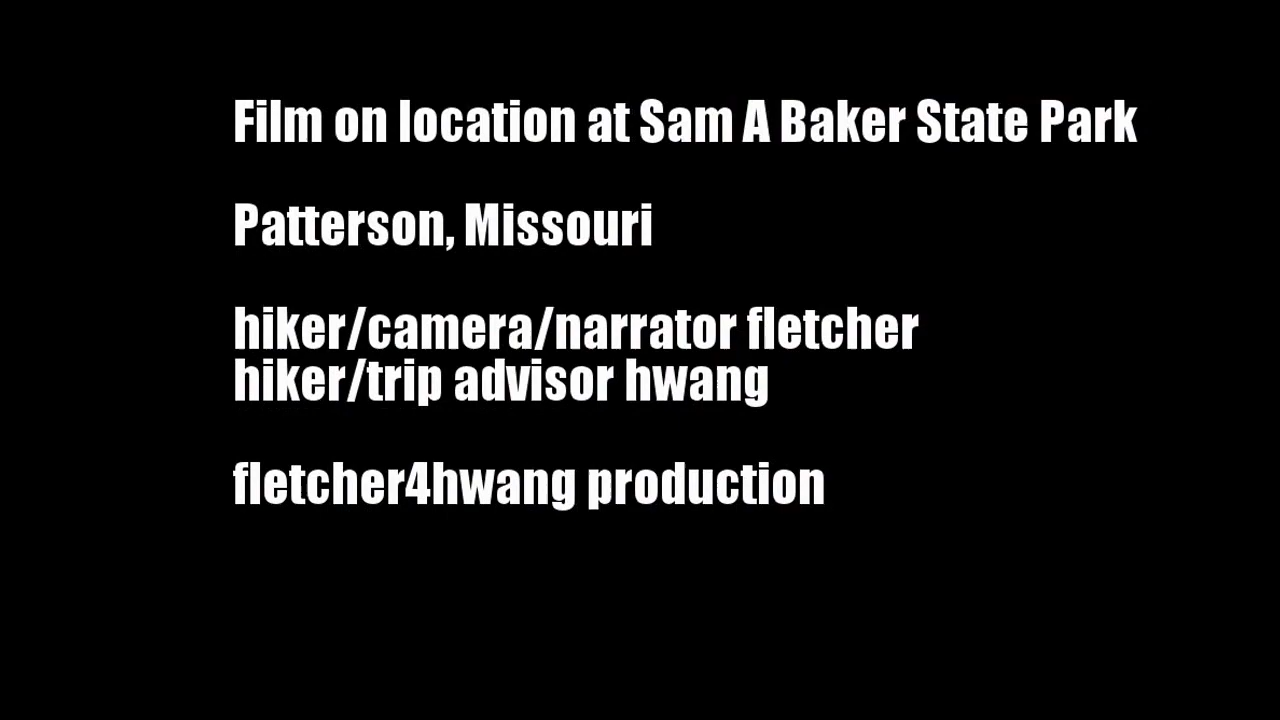 Film on location at Sam A Baker State Park
Patterson, Missouri
hiker/camera/narrator fletcher
hiker/trip advisor hwang
fletcher4hwang production